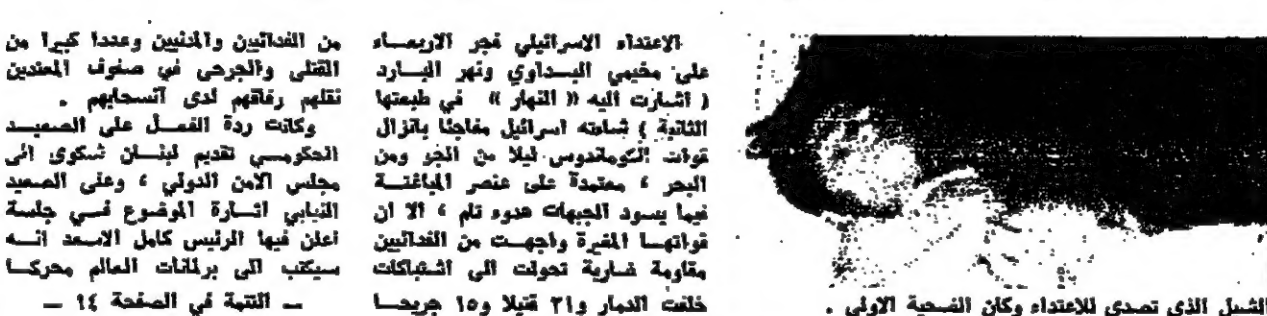 الاعتداء الاسرائيلي فجر الاربعاء
على مخيمي البداوي ونهر البارد
( اشارت اليه « النهار » في طبعتها
الثانية ) شاءته اسرائيل مفاجئا بانزال
قوات الكوماندوس ليلا من الجو ومن
البحر ، معتمدة على عنصر المباغتة
فيما يسود الجبهات هدوء تام ، الا ان
قواتها المغيرة واجهت من الفدائيين
مقاومة ضارية تحولت الى اشتباكات
خلفت الدمار و٢١ قتيلا و١٥ جريحا
من الفدائيين والمدنيين وعددا كبيرا من
القتلى والجرحى في صفوف المعتدين
نقلهم رفاقهم لدى انسحابهم .
وكانت ردة الفعل على الصعيد
الحكومي تقديم لبنان شكوى الى
مجلس الامن الدولي ، وعلى الصعيد
النيابي اثارة الموضوع في جلسة
اعلن فيها الرئيس كامل الاسعد انه
سيكتب الى برلمانات العالم محركا
— التتمة في الصفحة ١٤ —
الشبل الذي تصدى للاعتداء وكان الضحية الاولى .